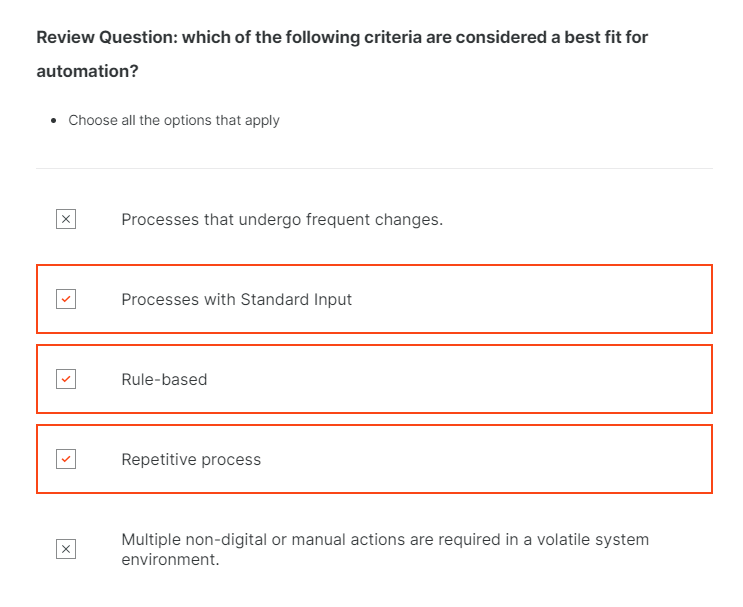 Review Question: which of the following criteria are considered a best fit for
automation?
Choose all the options that apply
Processes that undergo frequent changes.
Processes with Standard Input
Rule-based
Repetitive process
Multiple non-digital or manual actions are required in a volatile system
environment.